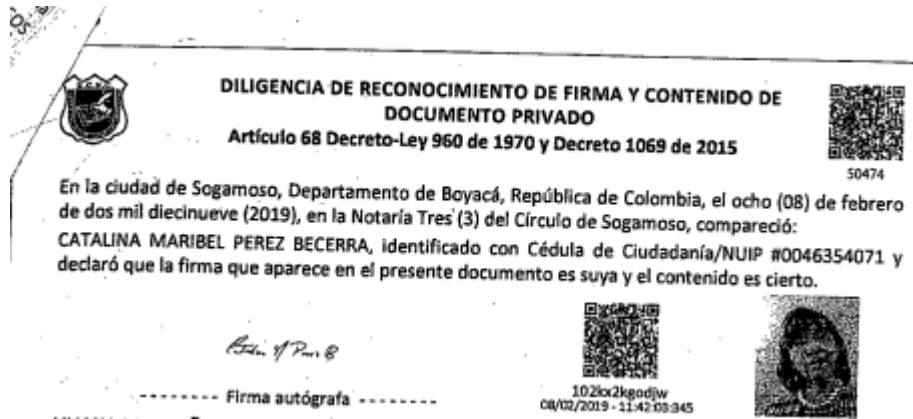 DILIGENCIA DE RECONOCIMIENTO DE FIRMA Y CONTENIDO DE
DOCUMENTO PRIVADO
Artículo 68 Decreto-Ley 960 de 1970 y Decreto 1069 de 2015
50474
En la ciudad de Sogamoso, Departamento de Boyacá, República de Colombia, el ocho (08) de febrero
de dos mil diecinueve (2019), en la Notaría Tres (3) del Círculo de Sogamoso, compareció:
CATALINA MARIBEL PEREZ BECERRA, identificado con Cédula de Ciudadanía/NUIP #0046354071 y
declaró que la firma que aparece en el presente documento es suya y el contenido es cierto.
-------- Firma autógrafa --------
102kx2kgodjw
08/02/2019 - 11:42:03:345